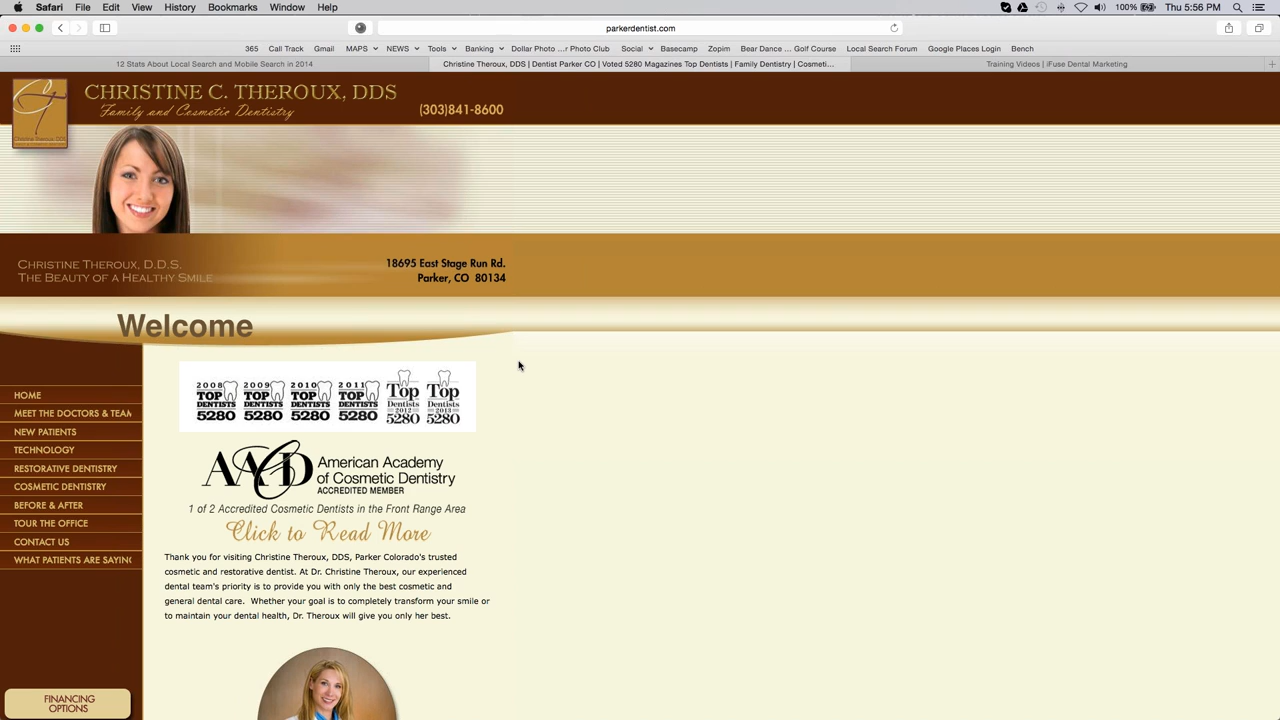 Safari File Edit View History Bookmarks Window Help 100% Thu 5:56 PM
parkerdentist.com
365 Call Track Gmail MAPS NEWS Tools Banking Dollar Photo ...r Photo Club Social Basecamp Zopim Bear Dance ... Golf Course Local Search Forum Google Places Login Bench
12 Stats About Local Search and Mobile Search in 2014 Christine Theroux, DDS | Dentist Parker CO | Voted 5280 Magazines Top Dentists | Family Dentistry | Cosmeti... Training Videos | iFuse Dental Marketing
CHRISTINE C. THEROUX, DDS
Family and Cosmetic Dentistry (303)841-8600
CHRISTINE THEROUX, D.D.S.
THE BEAUTY OF A HEALTHY SMILE
18695 East Stage Run Rd.
Parker, CO 80134
Welcome
2008 TOP DENTISTS 5280
2009 TOP DENTISTS 5280
2010 TOP DENTISTS 5280
2011 TOP DENTISTS 5280
Top Dentists 2012 5280
Top Dentists 2013 5280
HOME
MEET THE DOCTORS & TEAM
NEW PATIENTS
TECHNOLOGY
RESTORATIVE DENTISTRY
COSMETIC DENTISTRY
BEFORE & AFTER
TOUR THE OFFICE
CONTACT US
WHAT PATIENTS ARE SAYING
FINANCING
OPTIONS
AACD American Academy
of Cosmetic Dentistry
ACCREDITED MEMBER
1 of 2 Accredited Cosmetic Dentists in the Front Range Area
Click to Read More
Thank you for visiting Christine Theroux, DDS, Parker Colorado's trusted
cosmetic and restorative dentist. At Dr. Christine Theroux, our experienced
dental team's priority is to provide you with only the best cosmetic and
general dental care. Whether your goal is to completely transform your smile or
to maintain your dental health, Dr. Theroux will give you only her best.